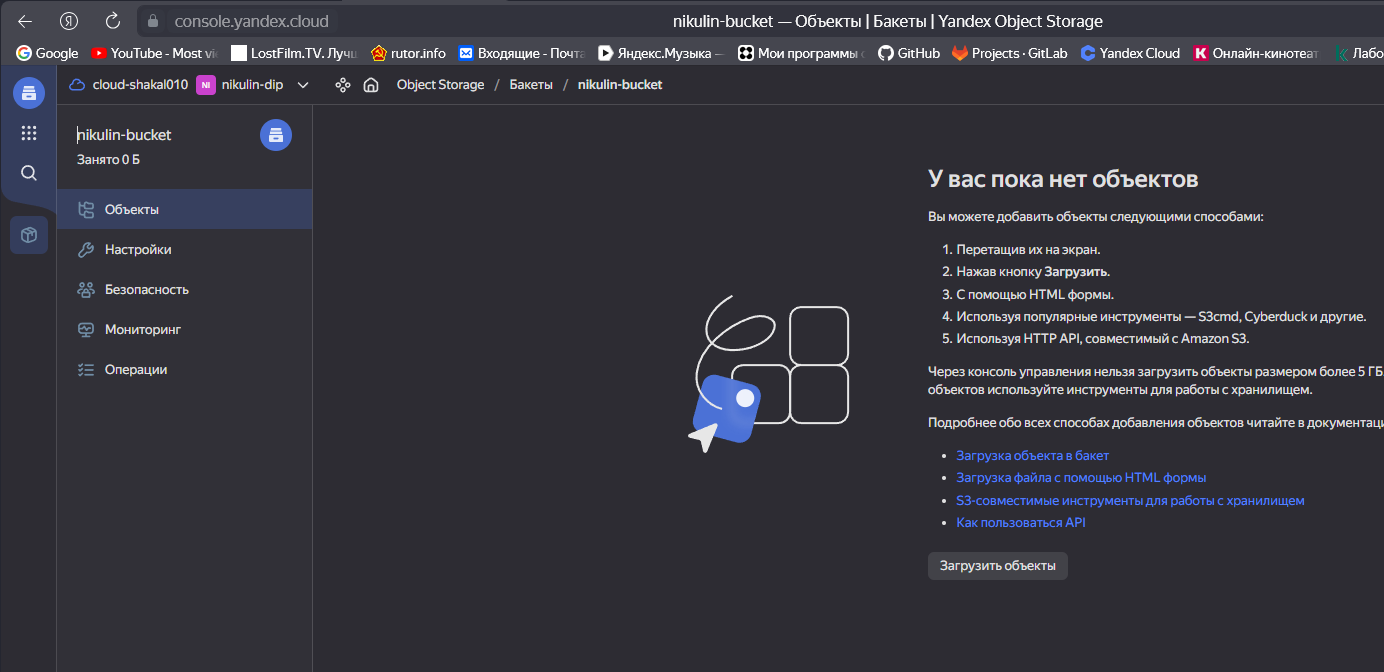 console.yandex.cloud
nikulin-bucket — Объекты | Бакеты | Yandex Object Storage
Google
YouTube - Most vi
LostFilm.TV. Луч
rutor.info
Входящие - Почта
Яндекс.Музыка —
Мои программы
GitHub
Projects · GitLab
Yandex Cloud
Онлайн-кинотеат
Лабо
cloud-shakal010
NI
nikulin-dip
Object Storage / Бакеты / nikulin-bucket
nikulin-bucket
Занято 0 Б
Объекты
Настройки
Безопасность
Мониторинг
Операции
У вас пока нет объектов
Вы можете добавить объекты следующими способами:
1. Перетащив их на экран.
2. Нажав кнопку Загрузить.
3. С помощью HTML формы.
4. Используя популярные инструменты — S3cmd, Cyberduck и другие.
5. Используя HTTP API, совместимый с Amazon S3.
Через консоль управления нельзя загрузить объекты размером более 5 ГБ
объектов используйте инструменты для работы с хранилищем.
Подробнее обо всех способах добавления объектов читайте в документаци
Загрузка объекта в бакет
Загрузка файла с помощью HTML формы
S3-совместимые инструменты для работы с хранилищем
Как пользоваться API
Загрузить объекты